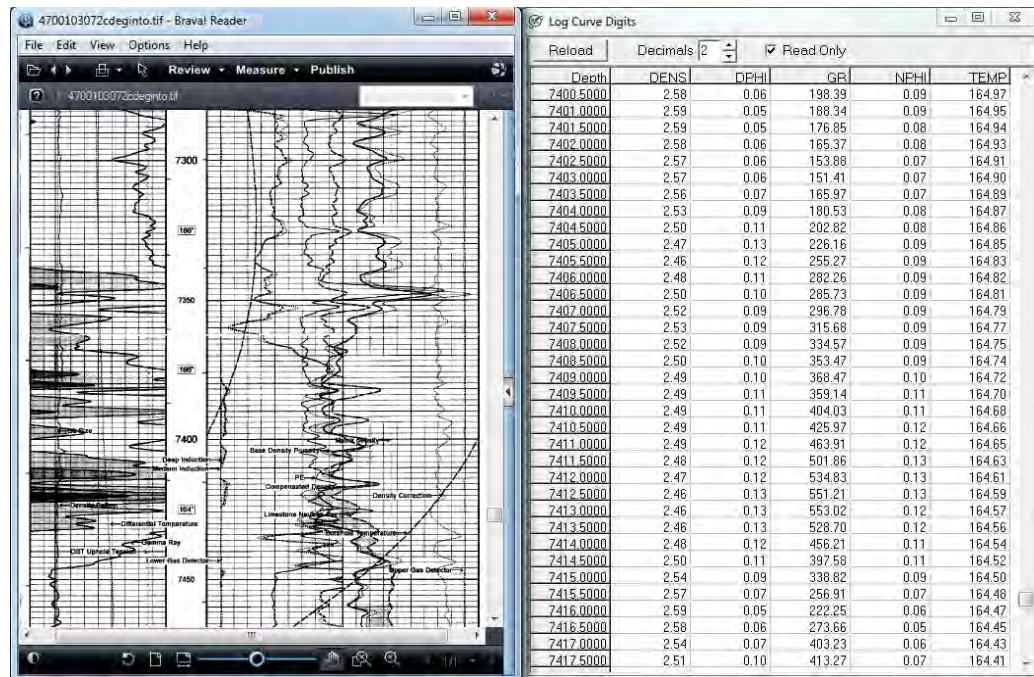 4700103072cdeginto.tif - Brava! Reader
File Edit View Options Help
Review Measure Publish
4700103072cdeginto.tif
7300
166°
7350
166°
7400
Matrix Density
Base Density Porosity
Deep Induction
Medium Induction
PE
Compensated Density
Density Correction
164°
Differential Temperature
Borehole Temperature
Gamma Ray
DST Uphole Tension
Lower Gas Detector
Upper Gas Detector
7450
1/1
Log Curve Digits
Reload Decimals 2 Read Only
Depth DENS DPHI GR NPHI TEMP
7400.5000 2.58 0.06 198.39 0.09 164.97
7401.0000 2.59 0.05 188.34 0.09 164.95
7401.5000 2.59 0.05 176.85 0.08 164.94
7402.0000 2.58 0.06 165.37 0.08 164.93
7402.5000 2.57 0.06 153.88 0.07 164.91
7403.0000 2.57 0.06 151.41 0.07 164.90
7403.5000 2.56 0.07 165.97 0.07 164.89
7404.0000 2.53 0.09 180.53 0.08 164.87
7404.5000 2.50 0.11 202.82 0.08 164.86
7405.0000 2.47 0.13 226.16 0.09 164.85
7405.5000 2.46 0.12 255.27 0.09 164.83
7406.0000 2.48 0.11 282.26 0.09 164.82
7406.5000 2.50 0.10 285.73 0.09 164.81
7407.0000 2.52 0.09 296.78 0.09 164.79
7407.5000 2.53 0.09 315.68 0.09 164.77
7408.0000 2.52 0.09 334.57 0.09 164.75
7408.5000 2.50 0.10 353.47 0.09 164.74
7409.0000 2.49 0.10 368.47 0.10 164.72
7409.5000 2.49 0.11 359.14 0.11 164.70
7410.0000 2.49 0.11 404.03 0.11 164.68
7410.5000 2.49 0.11 425.97 0.12 164.66
7411.0000 2.49 0.12 463.91 0.12 164.65
7411.5000 2.48 0.12 501.86 0.13 164.63
7412.0000 2.47 0.12 534.83 0.13 164.61
7412.5000 2.46 0.13 551.21 0.13 164.59
7413.0000 2.46 0.13 553.02 0.12 164.57
7413.5000 2.46 0.13 528.70 0.12 164.56
7414.0000 2.48 0.12 456.21 0.11 164.54
7414.5000 2.50 0.11 397.58 0.11 164.52
7415.0000 2.54 0.09 338.82 0.09 164.50
7415.5000 2.57 0.07 256.91 0.07 164.48
7416.0000 2.59 0.05 222.25 0.06 164.47
7416.5000 2.58 0.06 273.66 0.05 164.45
7417.0000 2.54 0.07 403.23 0.06 164.43
7417.5000 2.51 0.10 413.27 0.07 164.41